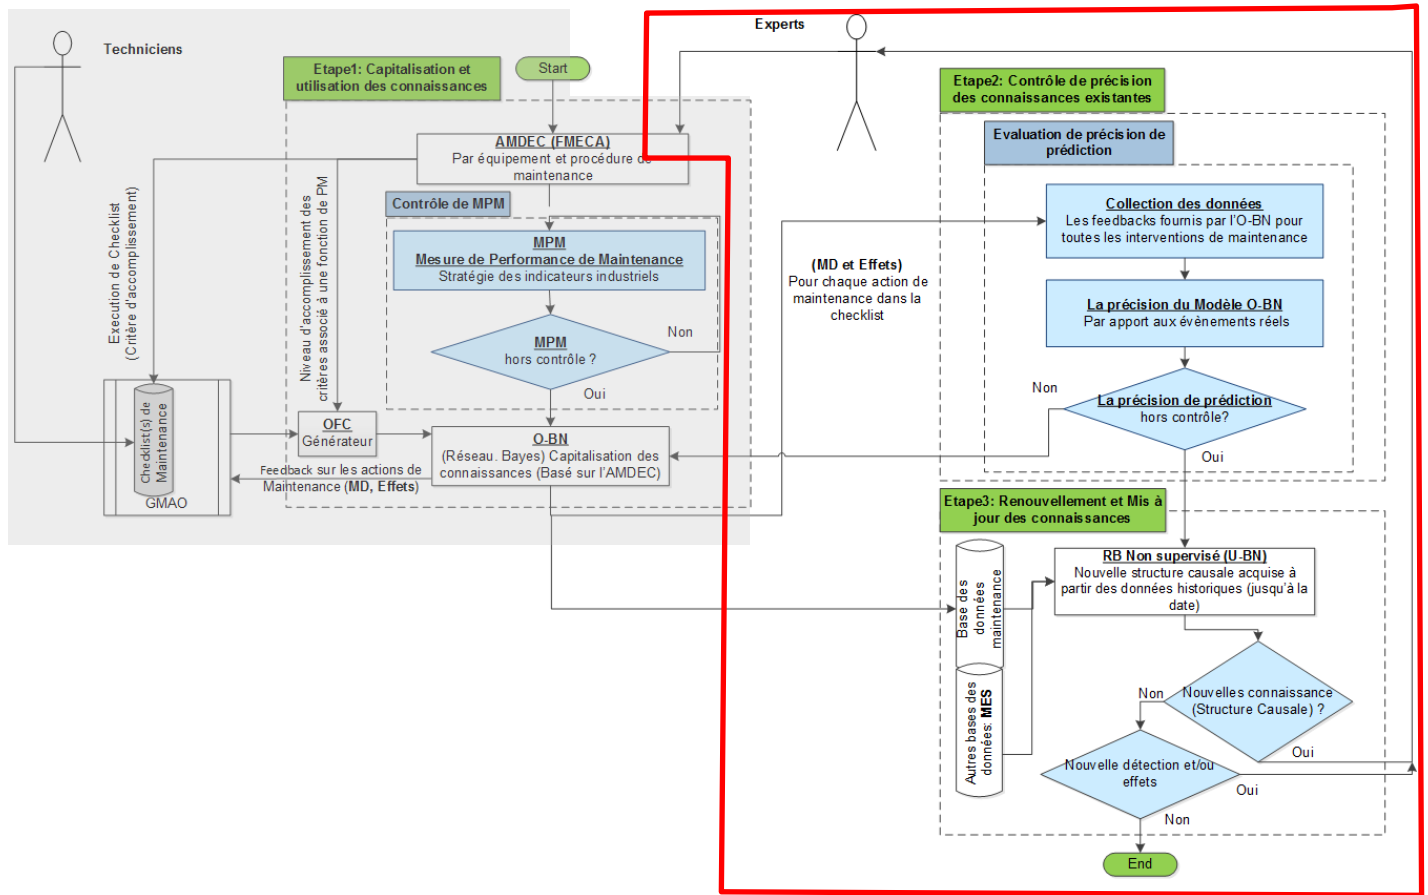 Techniciens
Experts
Etape1: Capitalisation et
utilisation des connaissances
Start
AMDEC (FMECA)
Par équipement et procédure de
maintenance
Contrôle de MPM
MPM
Mesure de Performance de Maintenance
Stratégie des indicateurs industriels
MPM
hors contrôle ?
Non
Oui
Execution de Checklist
(Critère d'accomplissement)
Niveau d'accomplissement des
critères associé à une fonction de PM
Checklist(s) de
Maintenance
GMAO
OFC
Générateur
O-BN
(Réseau. Bayes) Capitalisation des
connaissances (Basé sur l'AMDEC)
Feedback sur les actions de
Maintenance (MD, Effets)
(MD et Effets)
Pour chaque action de
maintenance dans la
checklist
Etape2: Contrôle de précision
des connaissances existantes
Evaluation de précision de
prédiction
Collection des données
Les feedbacks fournis par l'O-BN pour
toutes les interventions de maintenance
La précision du Modèle O-BN
Par apport aux évènements réels
La précision de prédiction
hors contrôle?
Non
Oui
Etape3: Renouvellement et Mis à
jour des connaissances
RB Non supervisé (U-BN)
Nouvelle structure causale acquise à
partir des données historiques (jusqu'à la
date)
Base des
données
maintenance
Autres bases des
données: MES
Nouvelles connaissance
(Structure Causale) ?
Non
Oui
Nouvelle détection et/ou
effets
Oui
Non
End